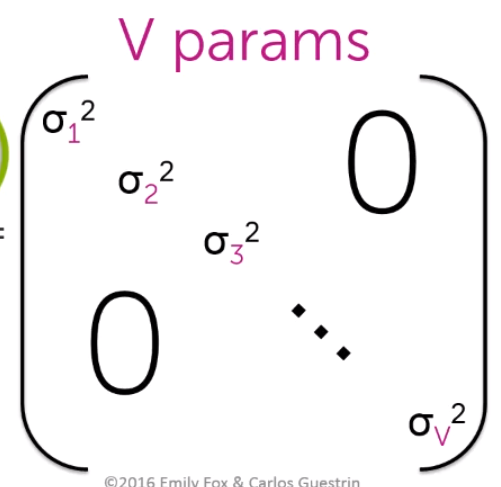 V params
σ₁²
0
σ₂²
=
σ₃²
0
σᵥ²
©2016 Emily Fox & Carlos Guestrin